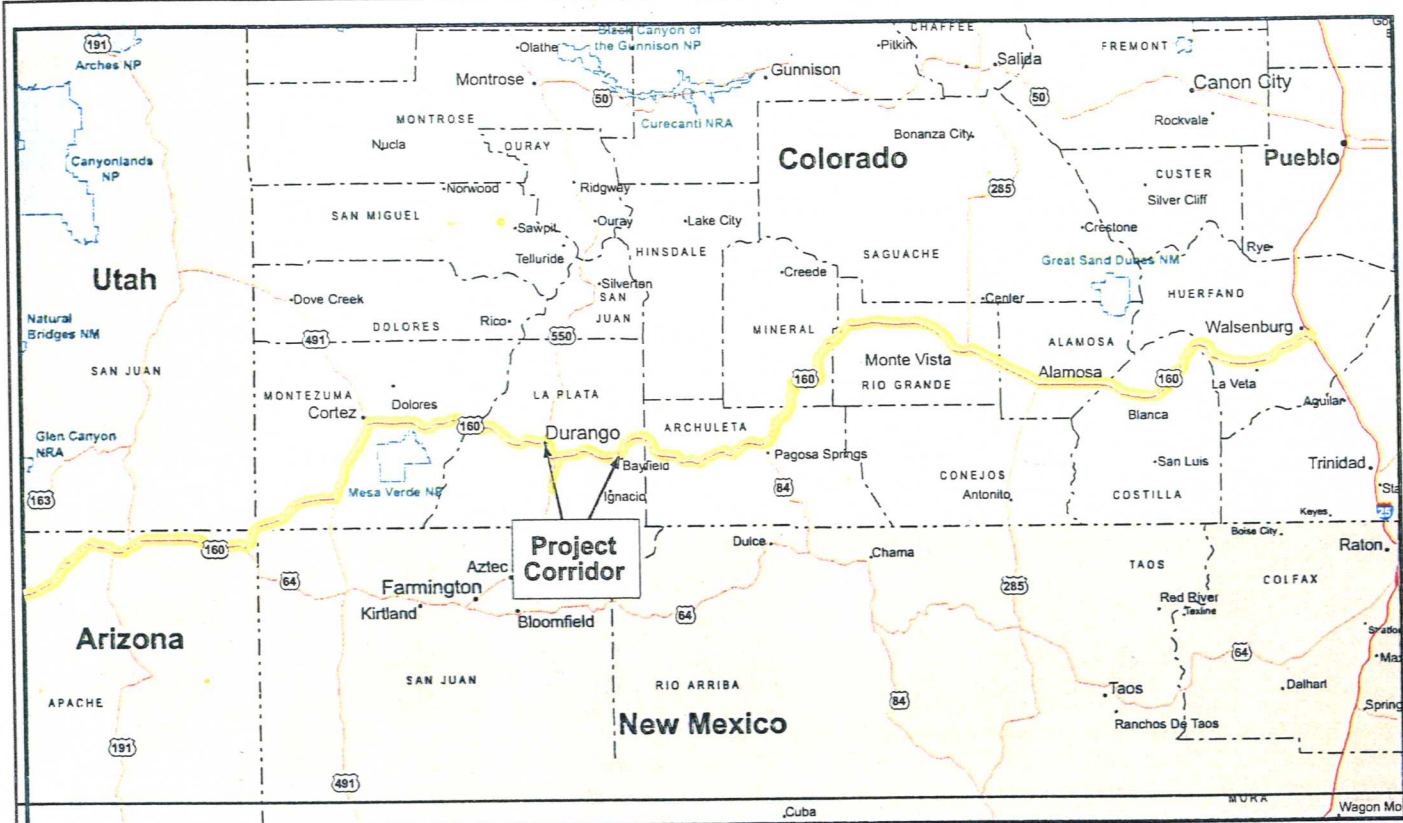 191
Arches NP
Olathe
Black Canyon of
the Gunnison NP
Pitkin
CHAFFEE
Salida
FREMONT
Montrose
Gunnison
Canon City
50
50
Curecanti NRA
MONTROSE
Nucla
OURAY
Bonanza City
Rockvale
Colorado
Pueblo
Canyonlands
NP
Norwood
Ridgway
285
CUSTER
Silver Cliff
SAN MIGUEL
Sawpit
Ouray
Lake City
Crestone
Telluride
HINSDALE
SAGUACHE
Rye
Utah
Creede
Great Sand Dunes NM
Silverton
SAN
JUAN
Dove Creek
Center
HUERFANO
Natural
Bridges NM
DOLORES
Rico
550
MINERAL
Walsenburg
491
ALAMOSA
SAN JUAN
Monte Vista
Alamosa
160
RIO GRANDE
160
La Veta
MONTEZUMA
Dolores
LA PLATA
Aguilar
Cortez
160
Blanca
ARCHULETA
Glen Canyon
NRA
Durango
Pagosa Springs
Bayfield
San Luis
Trinidad
CONEJOS
163
Mesa Verde NP
Ignacio
84
Antonito
COSTILLA
Keyes
25
160
Project
Corridor
Dulce
Chama
Boise City
Raton
Aztec
TAOS
64
Farmington
COLFAX
Kirtland
Bloomfield
64
285
Red River
Texline
Arizona
64
SAN JUAN
RIO ARRIBA
APACHE
Taos
Dalhart
84
New Mexico
Ranchos De Taos
Spring
191
491
MORA
Cuba
Wagon Mo